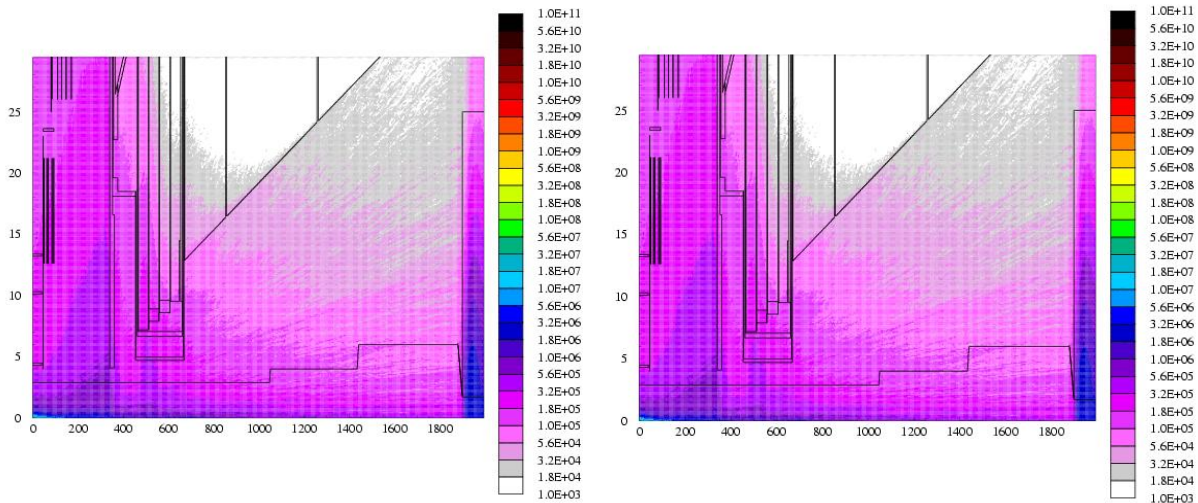 25
20
15
10
5
0
0 200 400 600 800 1000 1200 1400 1600 1800
1.0E+11
5.6E+10
3.2E+10
1.8E+10
1.0E+10
5.6E+09
3.2E+09
1.8E+09
1.0E+09
5.6E+08
3.2E+08
1.8E+08
1.0E+08
5.6E+07
3.2E+07
1.8E+07
1.0E+07
5.6E+06
3.2E+06
1.8E+06
1.0E+06
5.6E+05
3.2E+05
1.8E+05
1.0E+05
5.6E+04
3.2E+04
1.8E+04
1.0E+03
25
20
15
10
5
0
0 200 400 600 800 1000 1200 1400 1600 1800
1.0E+11
5.6E+10
3.2E+10
1.8E+10
1.0E+10
5.6E+09
3.2E+09
1.8E+09
1.0E+09
5.6E+08
3.2E+08
1.8E+08
1.0E+08
5.6E+07
3.2E+07
1.8E+07
1.0E+07
5.6E+06
3.2E+06
1.8E+06
1.0E+06
5.6E+05
3.2E+05
1.8E+05
1.0E+05
5.6E+04
3.2E+04
1.8E+04
1.0E+03